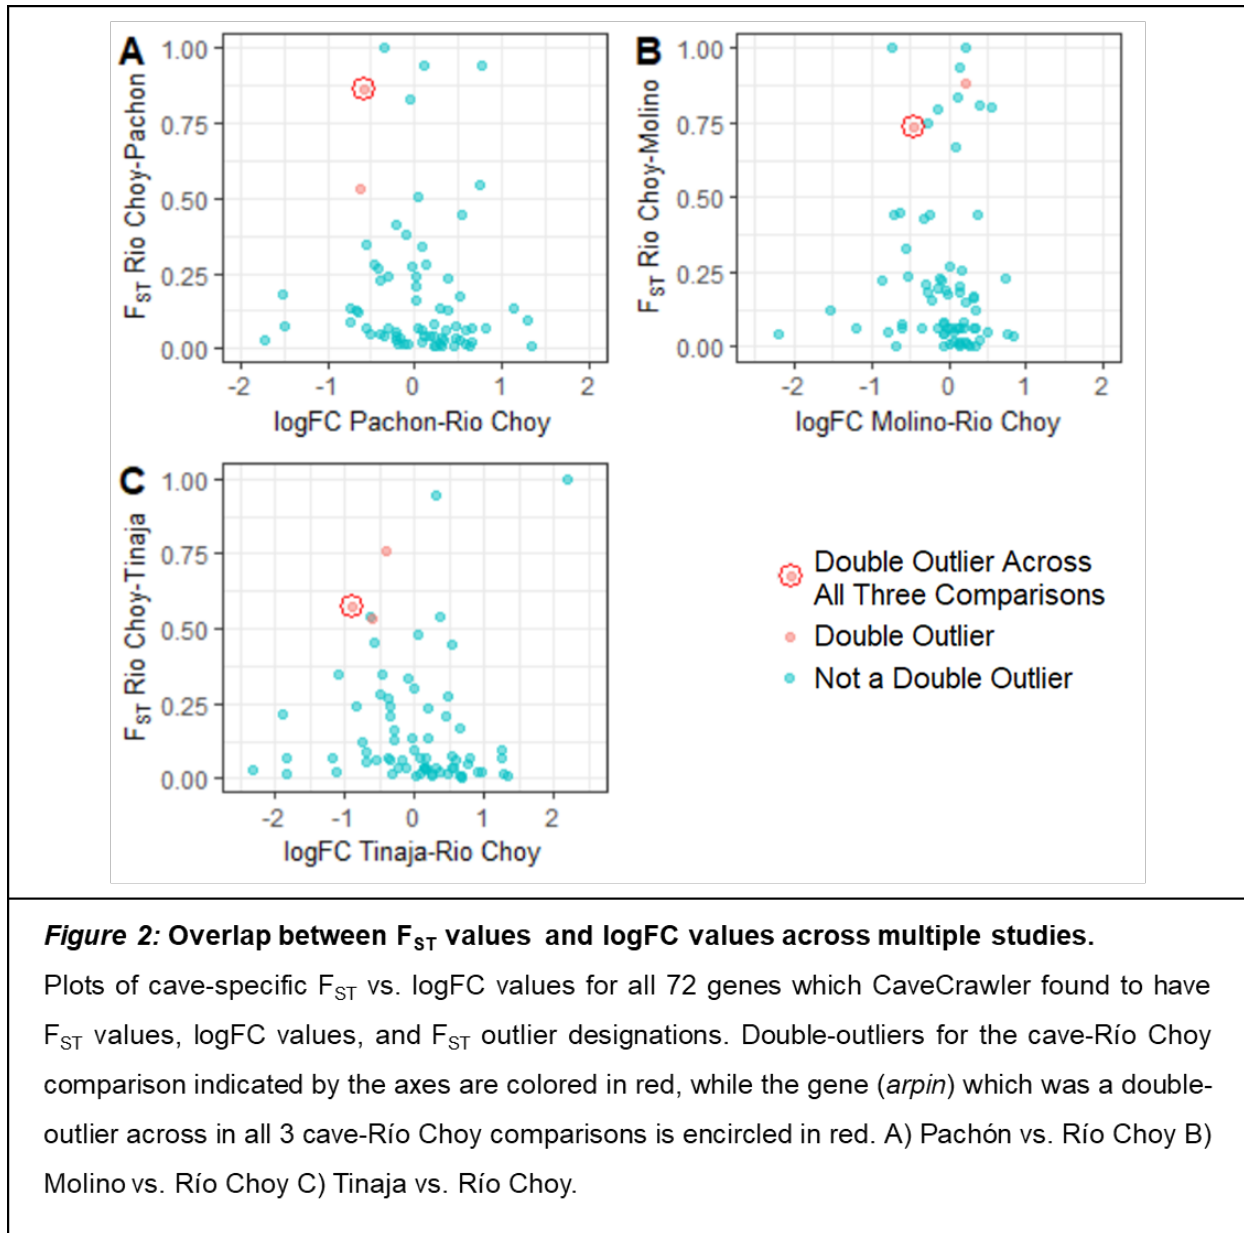 A
F_ST Rio Choy-Pachon
1.00
0.75
0.50
0.25
0.00
-2 -1 0 1 2
logFC Pachon-Rio Choy
B
F_ST Rio Choy-Molino
1.00
0.75
0.50
0.25
0.00
-2 -1 0 1 2
logFC Molino-Rio Choy
C
F_ST Rio Choy-Tinaja
1.00
0.75
0.50
0.25
0.00
-2 -1 0 1 2
logFC Tinaja-Rio Choy
Double Outlier Across
All Three Comparisons
Double Outlier
Not a Double Outlier
Figure 2: Overlap between F_ST values and logFC values across multiple studies.
Plots of cave-specific F_ST vs. logFC values for all 72 genes which CaveCrawler found to have
F_ST values, logFC values, and F_ST outlier designations. Double-outliers for the cave-Río Choy
comparison indicated by the axes are colored in red, while the gene (arpin) which was a double-
outlier across in all 3 cave-Río Choy comparisons is encircled in red. A) Pachón vs. Río Choy B)
Molino vs. Río Choy C) Tinaja vs. Río Choy.